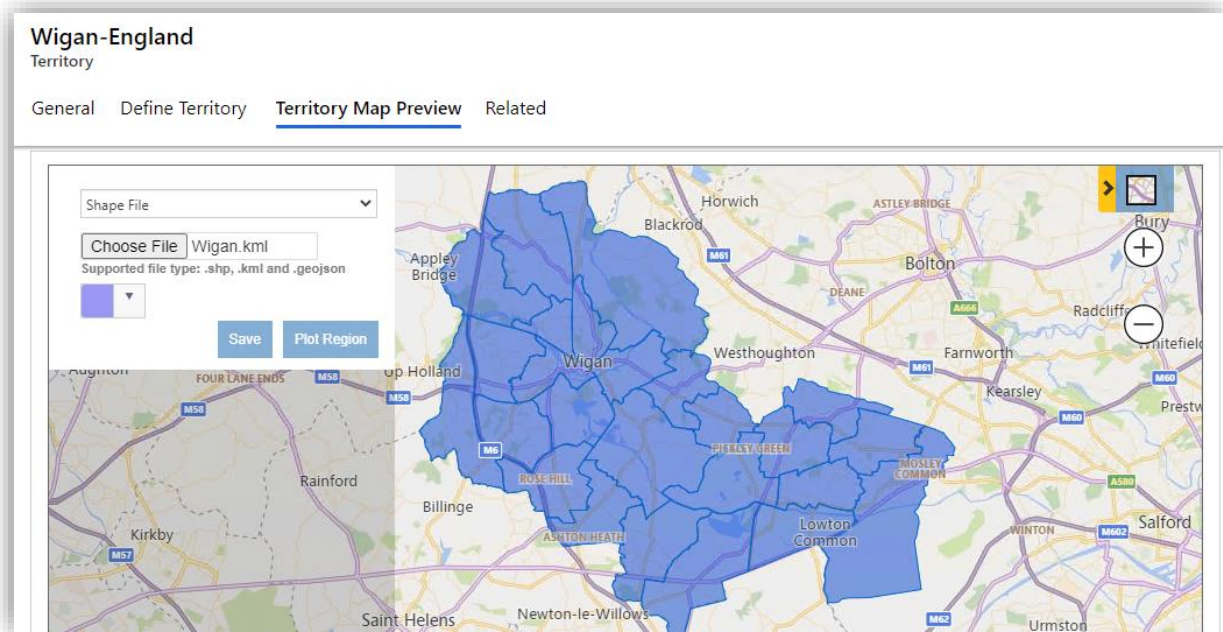 Wigan-England
Territory
General Define Territory Territory Map Preview Related
Shape File
Choose File Wigan.kml
Supported file type: .shp, .kml and .geojson
Save Plot Region
Horwich
Blackrod
ASTLEY BRIDGE
Bury
Appley
Bridge
M61
Bolton
DEANE
A666
Radcliffe
Whitefield
Westhoughton
Farnworth
Wigan
Up Holland
M61
Kearsley
M60
FOUR LANE ENDS
M58
M58
M58
M60
Prestw
M6
ROSE HILL
MOSLEY
COMMON
A580
Rainford
Billinge
Kirkby
ASHTON HEATH
Lowton
Common
WINTON
M602
Salford
M57
Saint Helens
Newton-le-Willows
M62
Urmston